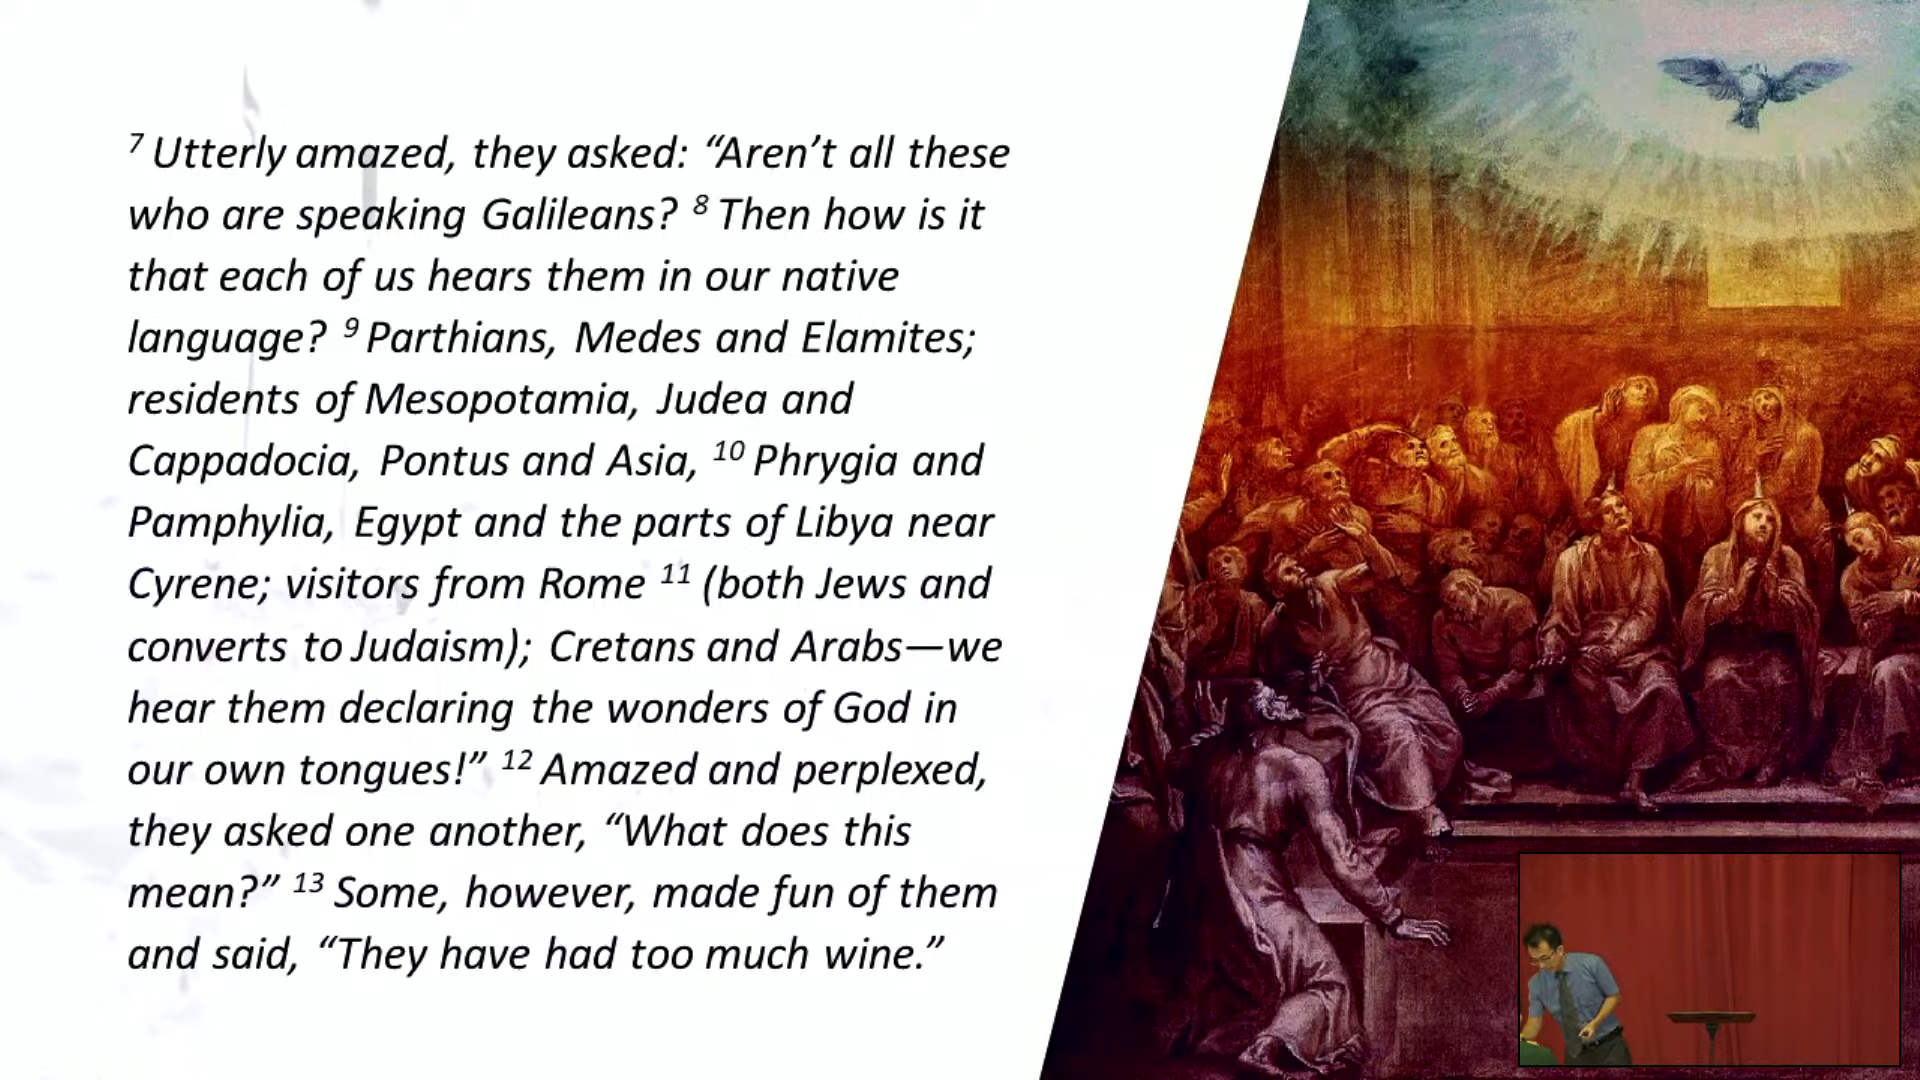 7 Utterly amazed, they asked: “Aren’t all these
who are speaking Galileans? 8 Then how is it
that each of us hears them in our native
language? 9 Parthians, Medes and Elamites;
residents of Mesopotamia, Judea and
Cappadocia, Pontus and Asia, 10 Phrygia and
Pamphylia, Egypt and the parts of Libya near
Cyrene; visitors from Rome 11 (both Jews and
converts to Judaism); Cretans and Arabs—we
hear them declaring the wonders of God in
our own tongues!” 12 Amazed and perplexed,
they asked one another, “What does this
mean?” 13 Some, however, made fun of them
and said, “They have had too much wine.”